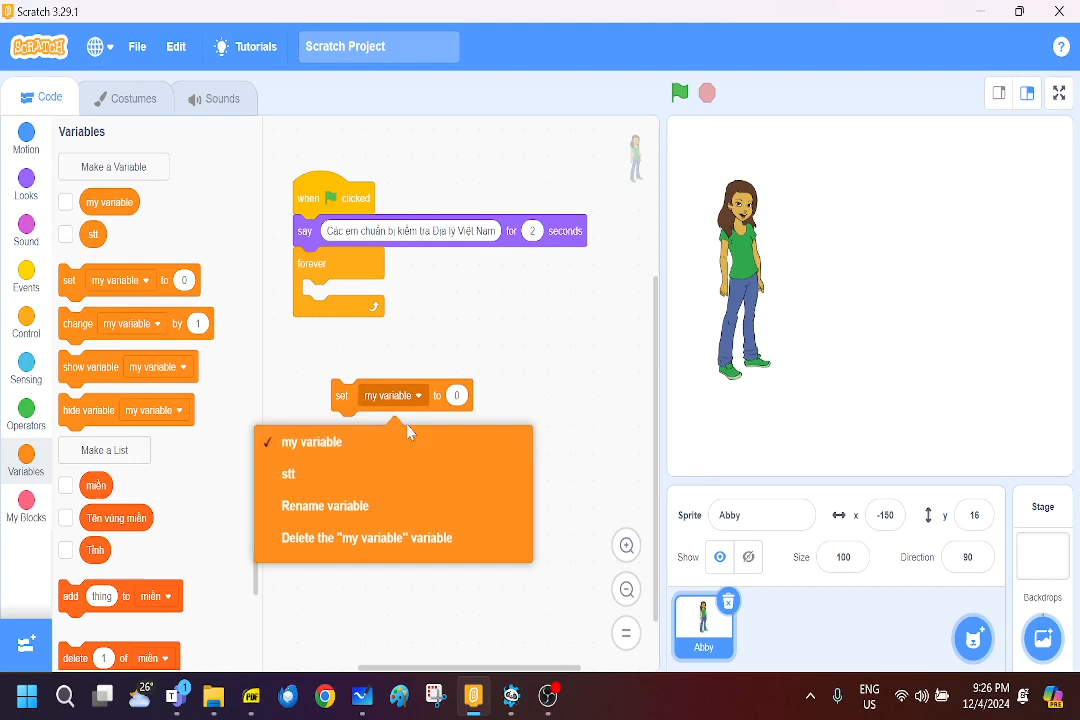 Scratch 3.29.1
SCRATCH File Edit Tutorials Scratch Project ?
Code Costumes Sounds
Motion
Looks
Sound
Events
Control
Sensing
Operators
Variables
My Blocks
Variables
Make a Variable
my variable
stt
set my variable to 0
change my variable by 1
show variable my variable
hide variable my variable
Make a List
miền
Tên vùng miền
Tỉnh
add thing to miền
delete 1 of miền
when clicked
say Các em chuẩn bị kiểm tra Địa lý Việt Nam for 2 seconds
forever
set my variable to 0
✓ my variable
stt
Rename variable
Delete the "my variable" variable
Sprite Abby x -150 y 16
Show Size 100 Direction 90
Abby
Stage
Backdrops
26°
1
PDF
ENG
US
9:26 PM
12/4/2024
PRE